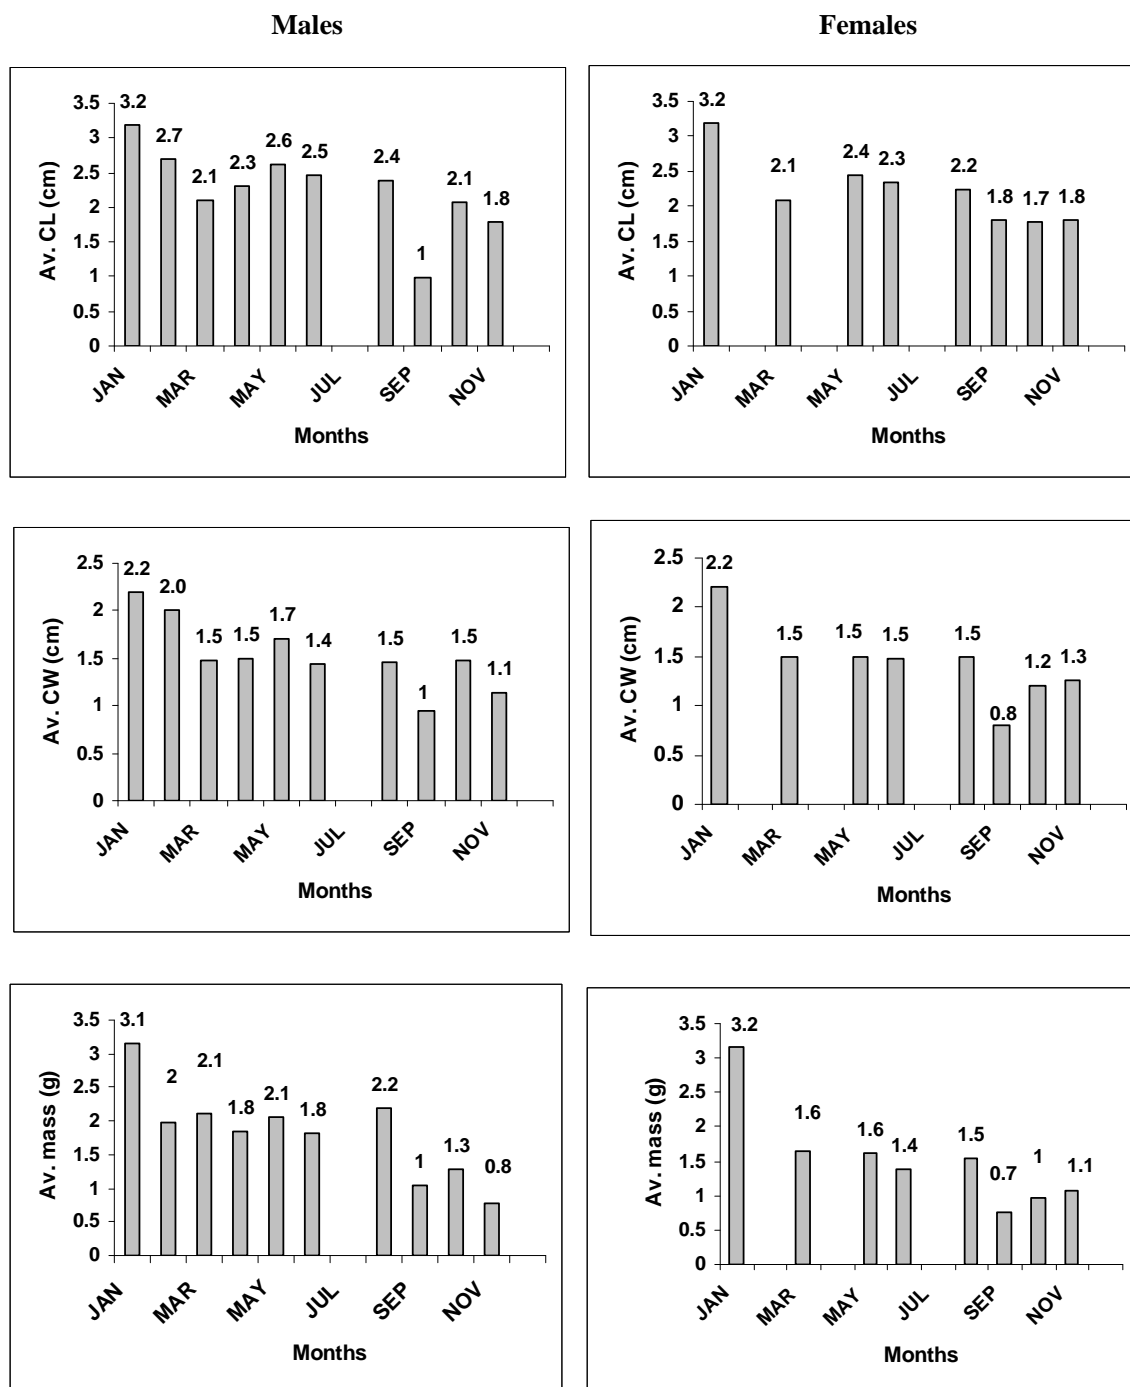 Males
Females
Av. CL (cm)
3.5
3
2.5
2
1.5
1
0.5
0
3.2
2.7
2.1
2.3
2.6
2.5
2.4
1
2.1
1.8
JAN
MAR
MAY
JUL
SEP
NOV
Months
Av. CL (cm)
3.5
3
2.5
2
1.5
1
0.5
0
3.2
2.1
2.4
2.3
2.2
1.8
1.7
1.8
JAN
MAR
MAY
JUL
SEP
NOV
Months
Av. CW (cm)
2.5
2
1.5
1
0.5
0
2.2
2.0
1.5
1.5
1.7
1.4
1.5
1
1.5
1.1
JAN
MAR
MAY
JUL
SEP
NOV
Months
Av. CW (cm)
2.5
2
1.5
1
0.5
0
2.2
1.5
1.5
1.5
1.5
0.8
1.2
1.3
JAN
MAR
MAY
JUL
SEP
NOV
Months
Av. mass (g)
3.5
3
2.5
2
1.5
1
0.5
0
3.1
2
2.1
1.8
2.1
1.8
2.2
1
1.3
0.8
JAN
MAR
MAY
JUL
SEP
NOV
Months
Av. mass (g)
3.5
3
2.5
2
1.5
1
0.5
0
3.2
1.6
1.6
1.4
1.5
0.7
1
1.1
JAN
MAR
MAY
JUL
SEP
NOV
Months